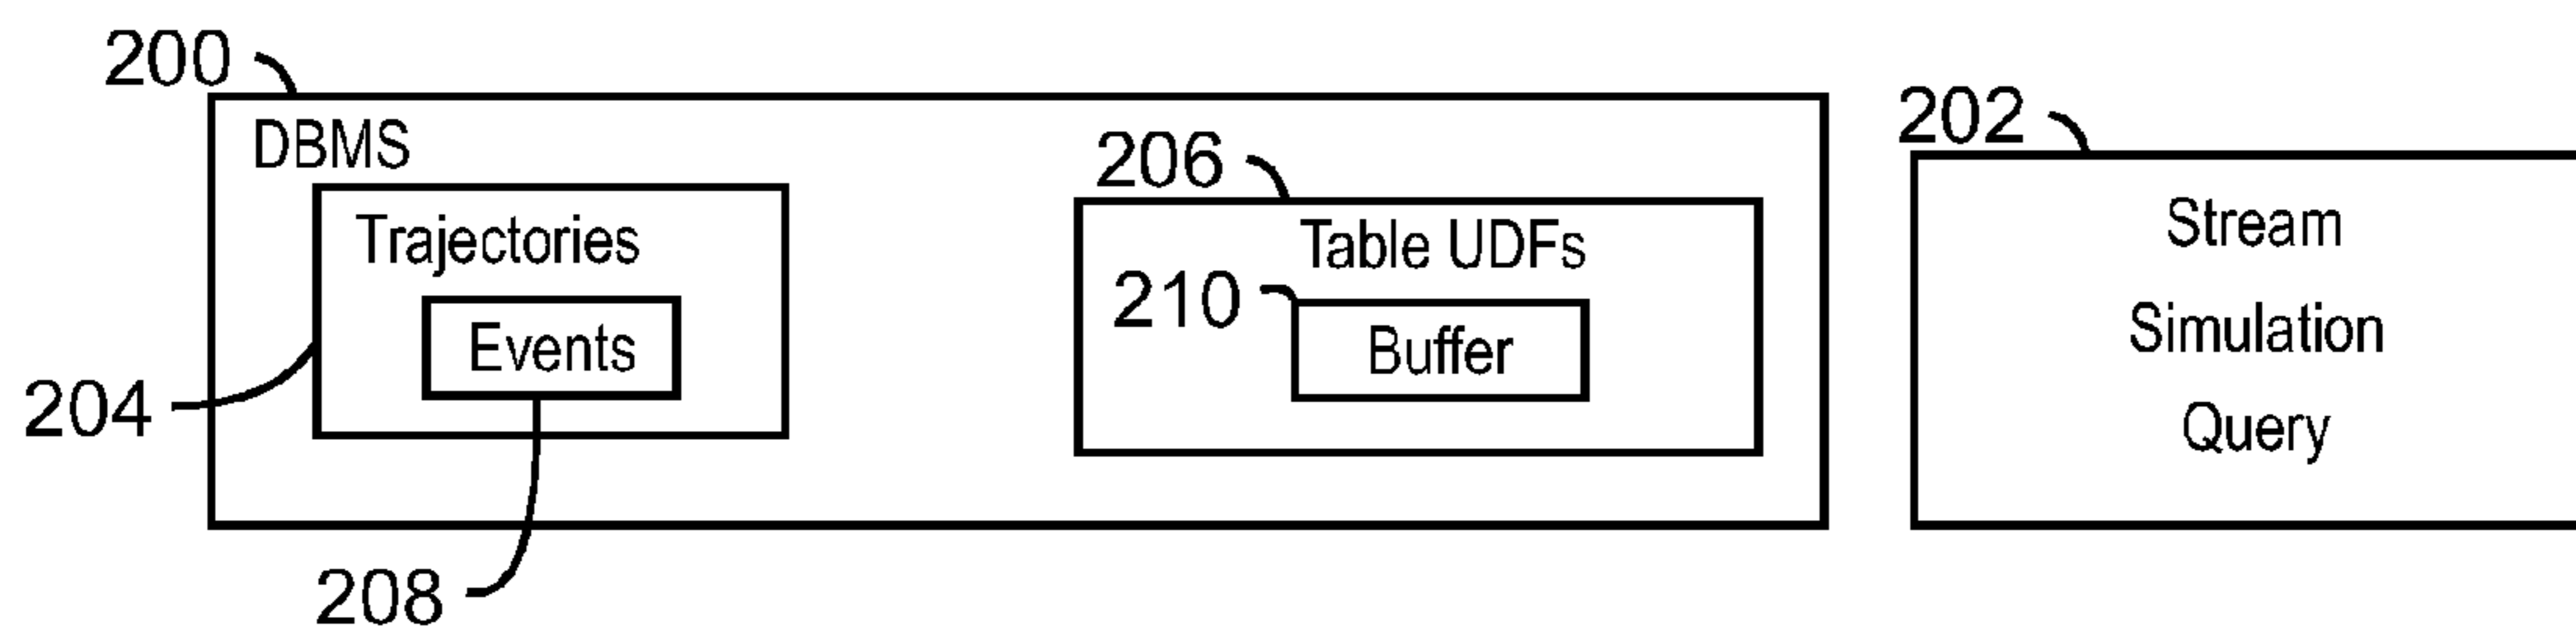 200
DBMS
Trajectories
Events
204
208
206
Table UDFs
210
Buffer
202
Stream
Simulation
Query